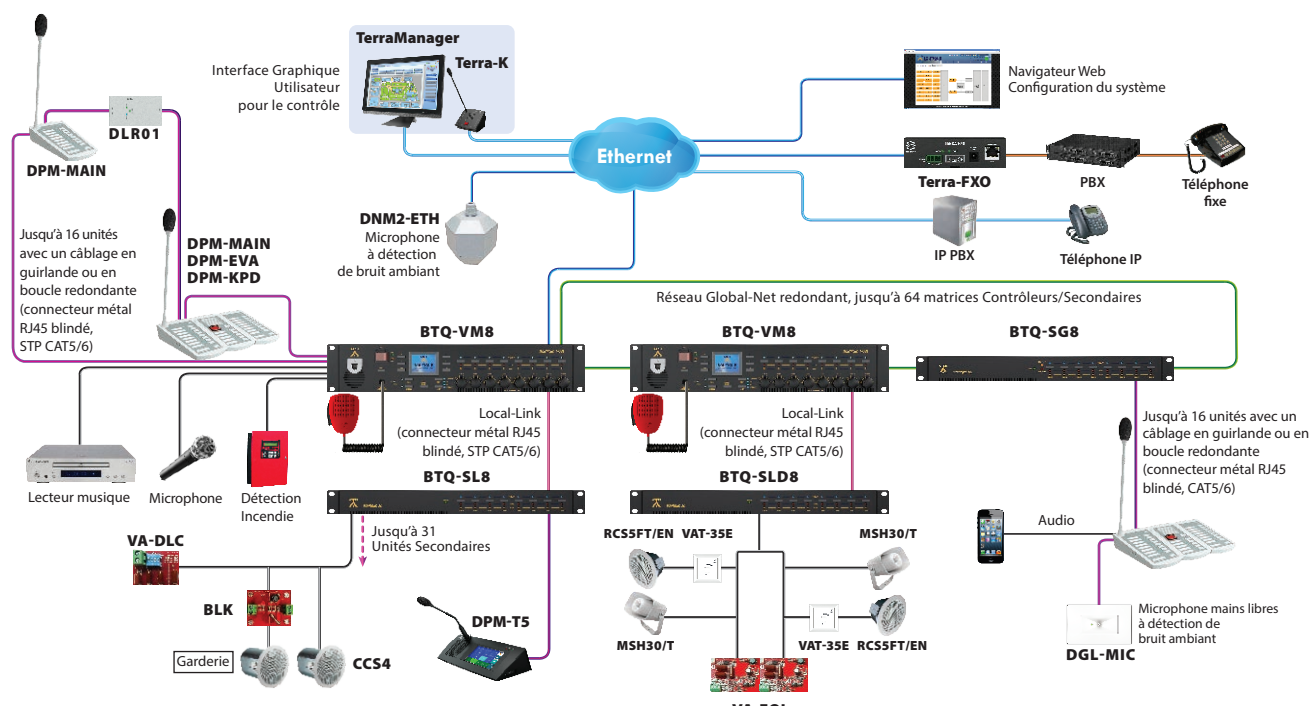 TerraManager
Terra-K
Interface Graphique
Utilisateur
pour le contrôle
Navigateur Web
Configuration du système
DLR01
DPM-MAIN
Ethernet
Terra-FXO
PBX
Téléphone
fixe
DNM2-ETH
Microphone
à détection
de bruit ambiant
IP PBX
Téléphone IP
Jusqu'à 16 unités
avec un câblage en
guirlande ou en
boucle redondante
(connecteur métal
RJ45 blindé,
STP CAT5/6)
DPM-MAIN
DPM-EVA
DPM-KPD
Réseau Global-Net redondant, jusqu'à 64 matrices Contrôleurs/Secondaires
BTQ-VM8
BTQ-VM8
BTQ-SG8
Local-Link
(connecteur métal RJ45
blindé, STP CAT5/6)
Local-Link
(connecteur métal RJ45
blindé, STP CAT5/6)
Jusqu'à 16 unités avec un
câblage en guirlande ou en
boucle redondante
(connecteur métal RJ45
blindé, CAT5/6)
Lecteur musique
Microphone
Détection
Incendie
BTQ-SL8
BTQ-SLD8
Jusqu'à 31
Unités Secondaires
VA-DLC
RCS5FT/EN
VAT-35E
MSH30/T
Audio
BLK
DPM-T5
Garderie
CCS4
MSH30/T
VAT-35E
RCS5FT/EN
Microphone mains libres
à détection de
bruit ambiant
DGL-MIC